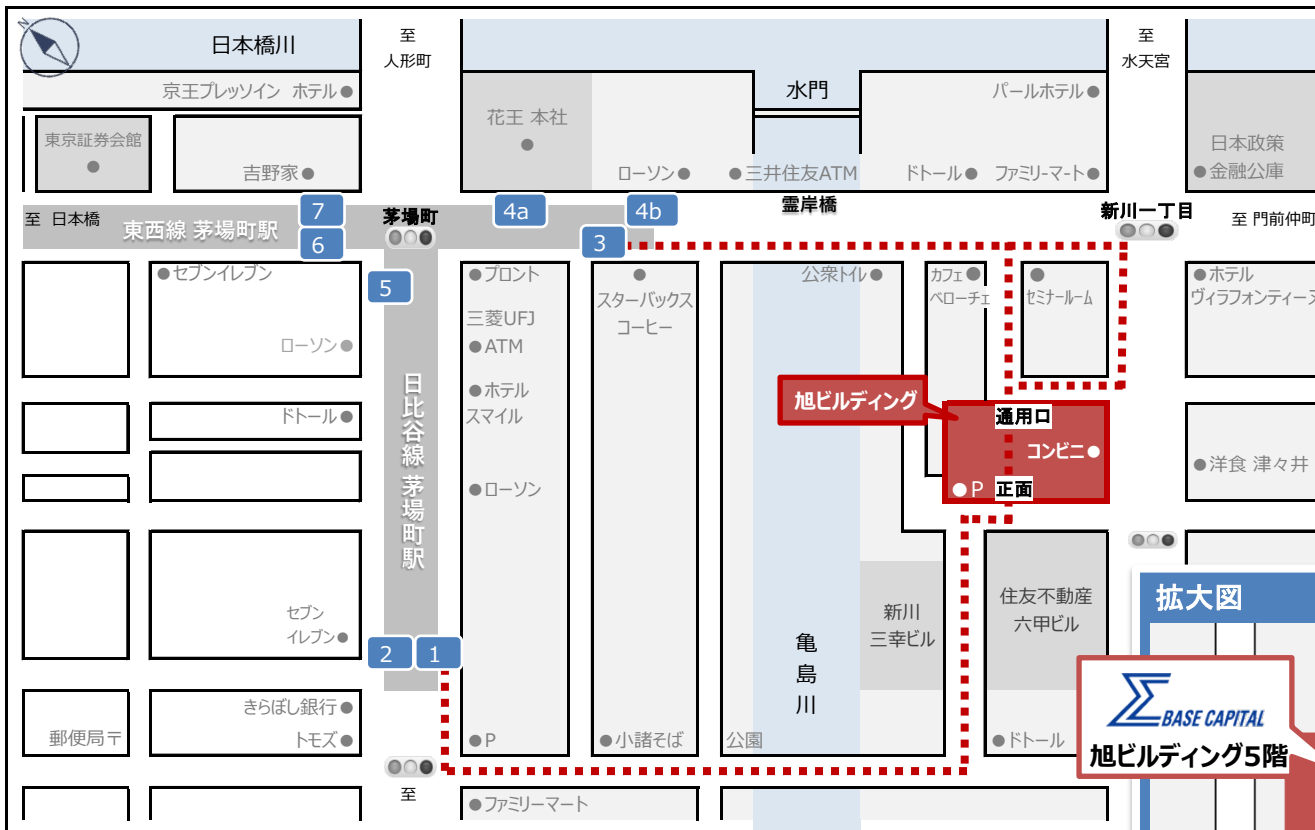 N
日本橋川
至
人形町
至
水天宮
京王プレッソイン ホテル●
水門
パールホテル●
花王 本社
●
東京証券会館
●
日本政策
●金融公庫
吉野家●
ローソン●
●三井住友ATM
ドトール●
ファミリーマート●
至 日本橋
東西線 茅場町駅
7
6
茅場町
4a
4b
3
霊岸橋
新川一丁目
至 門前仲町
5
●セブンイレブン
ローソン●
●プロント
三菱UFJ
●ATM
●ホテル
スマイル
●ローソン
●
スターバックス
コーヒー
公衆トイレ●
カフェ●
ベローチェ
●
セミナールーム
●ホテル
ヴィラフォンティーヌ
ドトール●
日比谷線 茅場町駅
旭ビルディング
通用口
コンビニ●
●P
正面
●洋食 津々井
セブン
イレブン●
2
1
新川
三幸ビル
住友不動産
六甲ビル
亀島川
拡大図
きらぼし銀行●
トモズ●
郵便局〒
●P
●小諸そば
公園
●ドトール
Σ BASE CAPITAL
旭ビルディング5階
至
●ファミリーマート